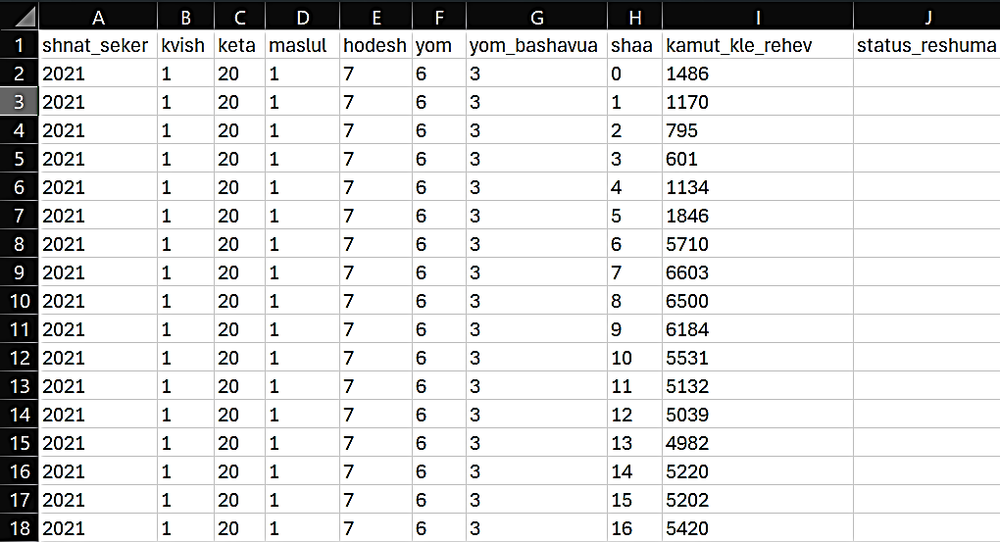 A B C D E F G H I J
1 shnat_seker kvish keta maslul hodesh yom yom_bashavua shaa kamut_kle_rehev status_reshuma
2 2021 1 20 1 7 6 3 0 1486
3 2021 1 20 1 7 6 3 1 1170
4 2021 1 20 1 7 6 3 2 795
5 2021 1 20 1 7 6 3 3 601
6 2021 1 20 1 7 6 3 4 1134
7 2021 1 20 1 7 6 3 5 1846
8 2021 1 20 1 7 6 3 6 5710
9 2021 1 20 1 7 6 3 7 6603
10 2021 1 20 1 7 6 3 8 6500
11 2021 1 20 1 7 6 3 9 6184
12 2021 1 20 1 7 6 3 10 5531
13 2021 1 20 1 7 6 3 11 5132
14 2021 1 20 1 7 6 3 12 5039
15 2021 1 20 1 7 6 3 13 4982
16 2021 1 20 1 7 6 3 14 5220
17 2021 1 20 1 7 6 3 15 5202
18 2021 1 20 1 7 6 3 16 5420